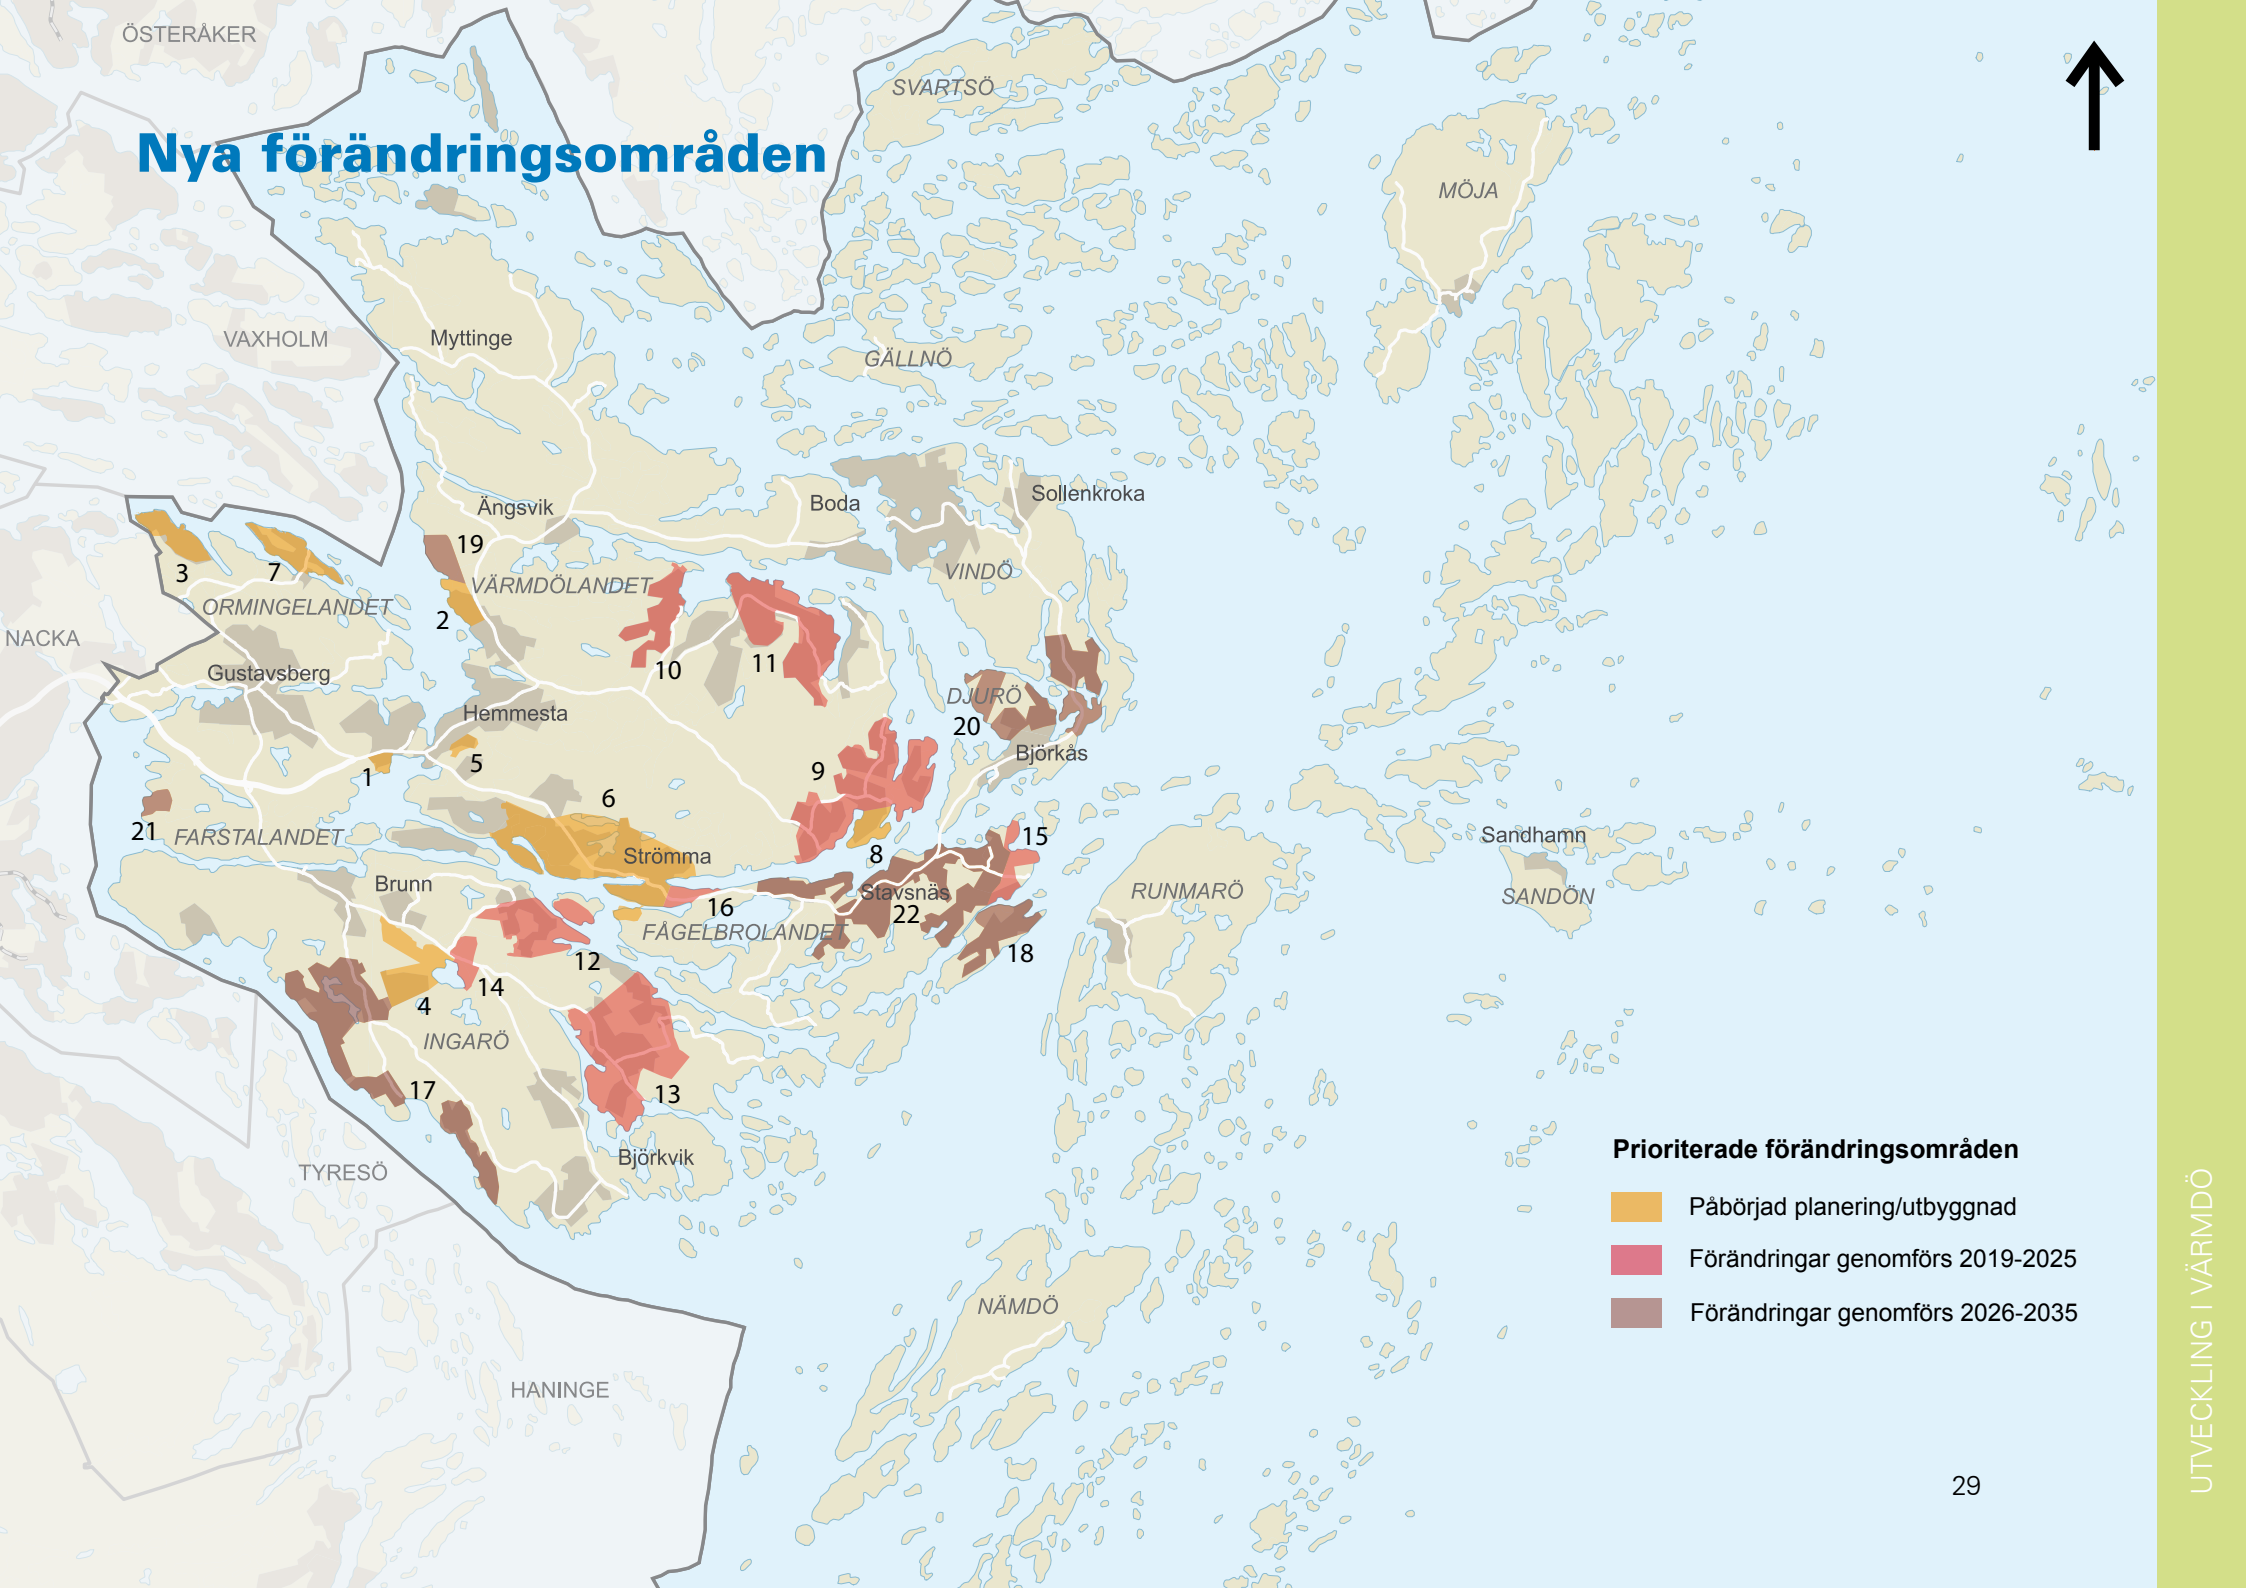 ÖSTERÅKER
SVARTSÖ
Nya förändringsområden
MÖJA
VAXHOLM
Myttinge
GÄLLNÖ
Ängsvik
Boda
Sollenkroka
19
3
7
VÄRMDÖLANDET
VINDÖ
ORMINGELANDET
2
NACKA
Gustavsberg
10
11
DJURÖ
Hemmesta
20
Björkås
1
5
9
6
21
FARSTALANDET
Strömma
8
15
Sandhamn
Brunn
Stavsnäs
RUNMARÖ
SANDÖN
16
22
FÅGELBROLANDET
12
18
14
4
INGARÖ
17
13
Björkvik
TYRESÖ
Prioriterade förändringsområden
Påbörjad planering/utbyggnad
Förändringar genomförs 2019-2025
Förändringar genomförs 2026-2035
NÄMDÖ
HANINGE
29
UTVECKLING I VÄRMDÖ